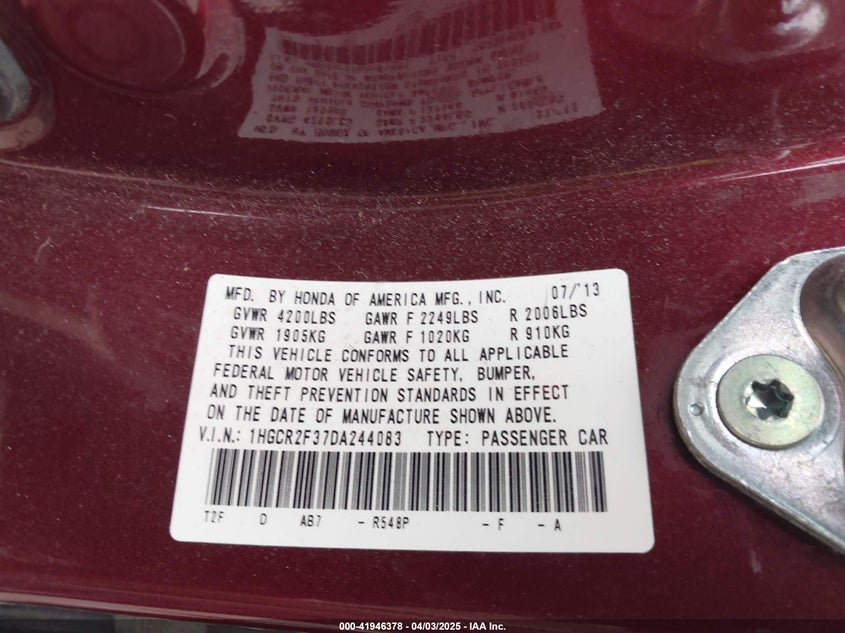 MFD. BY HONDA OF AMERICA MFG., INC. 07/'13
GVWR 4200LBS GAWR F 2249LBS R 2006LBS
GVWR 1905KG GAWR F 1020KG R 910KG
THIS VEHICLE CONFORMS TO ALL APPLICABLE
FEDERAL MOTOR VEHICLE SAFETY, BUMPER,
AND THEFT PREVENTION STANDARDS IN EFFECT
ON THE DATE OF MANUFACTURE SHOWN ABOVE.
V.I.N.: 1HGCR2F37DA244083 TYPE: PASSENGER CAR
T2F D AB7 - R548P - F - A
000-41946378 - 04/03/2025 - IAA Inc.